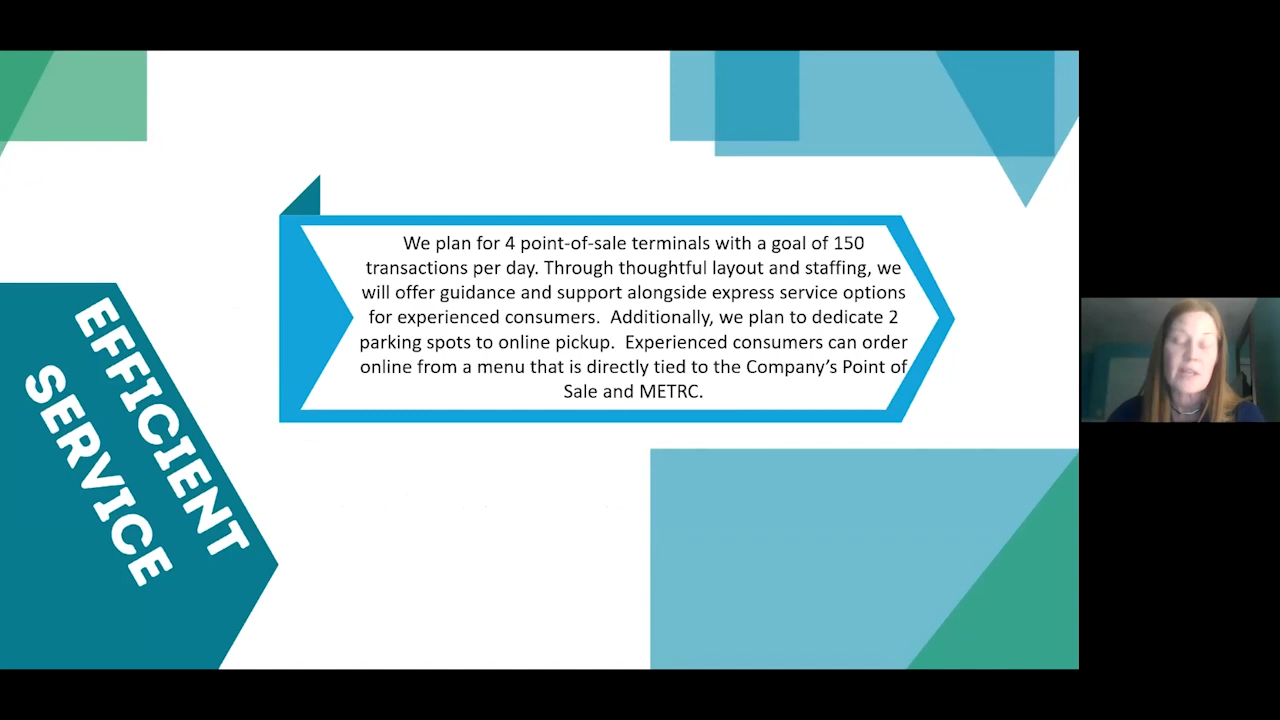 We plan for 4 point-of-sale terminals with a goal of 150
transactions per day. Through thoughtful layout and staffing, we
will offer guidance and support alongside express service options
for experienced consumers.  Additionally, we plan to dedicate 2
parking spots to online pickup.  Experienced consumers can order
online from a menu that is directly tied to the Company’s Point of
Sale and METRC.
EFFICIENT
SERVICE